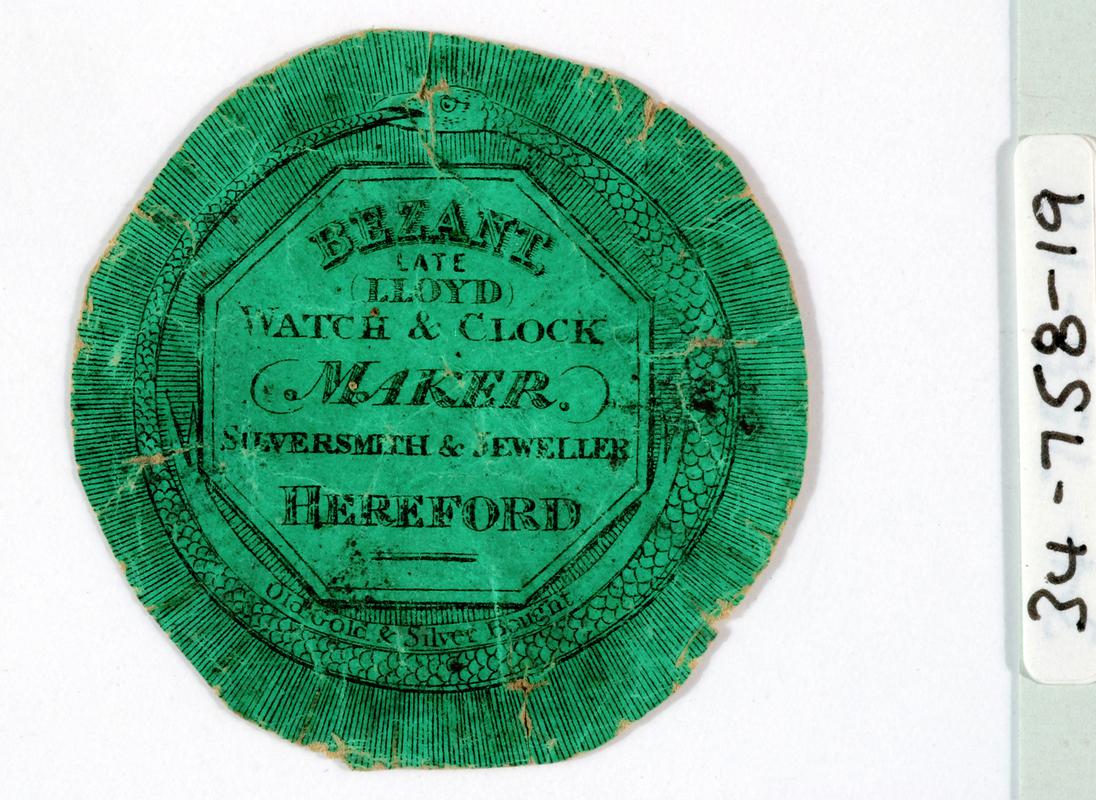 BEZANT,
LATE
(LLOYD)
WATCH & CLOCK
MAKER.
SILVERSMITH & JEWELLER
HEREFORD
Old Gold & Silver Bought
34-758-19